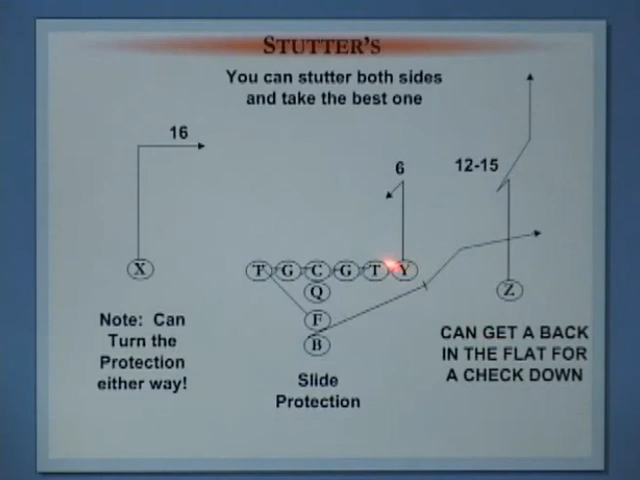 STUTTER'S
You can stutter both sides
and take the best one
16
6
12-15
X
T G C G T Y
Q
Z
F
B
Note: Can
Turn the
Protection
either way!
Slide
Protection
CAN GET A BACK
IN THE FLAT FOR
A CHECK DOWN